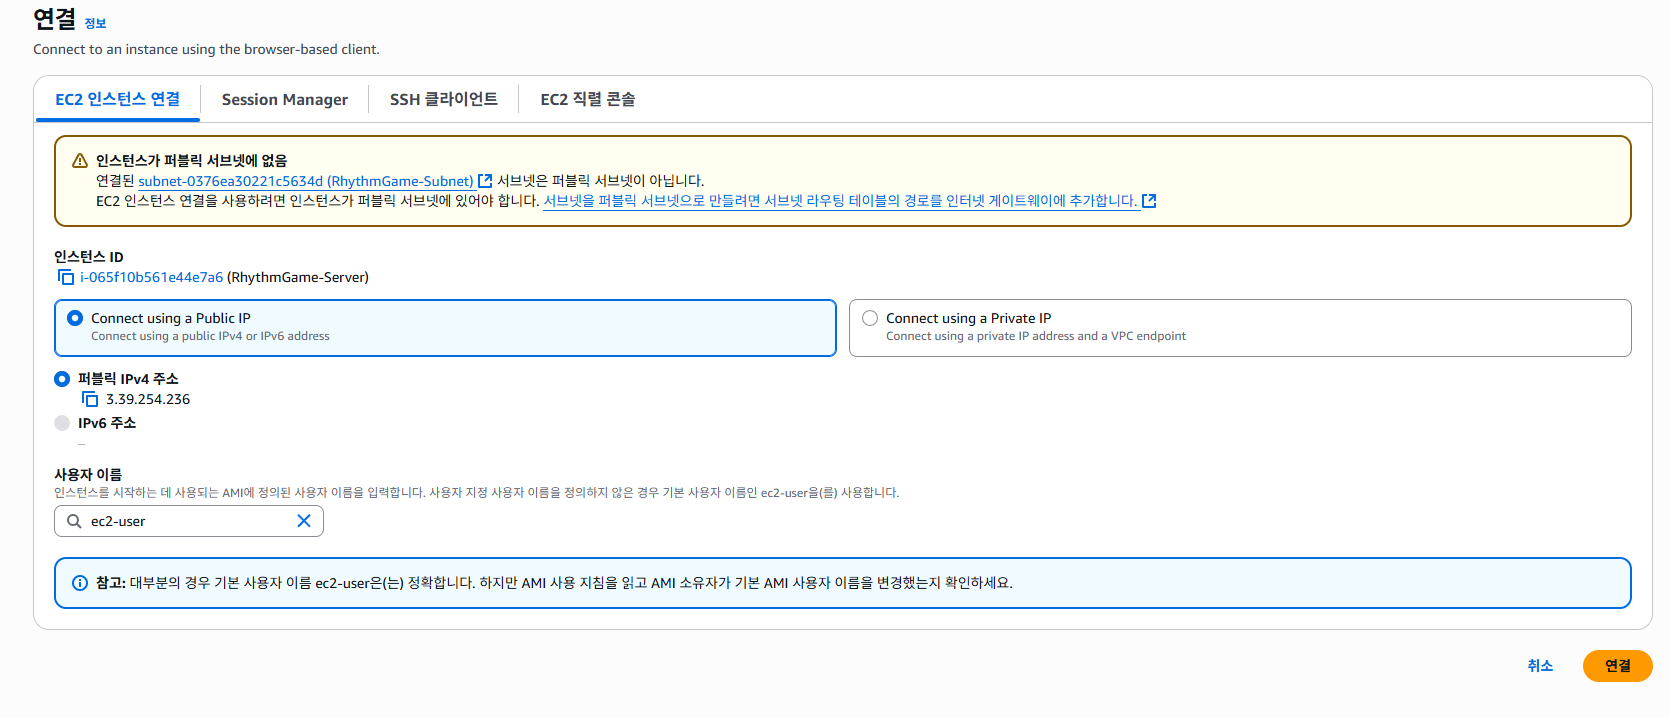 연결 정보
Connect to an instance using the browser-based client.
EC2 인스턴스 연결
Session Manager
SSH 클라이언트
EC2 직렬 콘솔
인스턴스가 퍼블릭 서브넷에 없음
연결된 subnet-0376ea30221c5634d (RhythmGame-Subnet) 서브넷은 퍼블릭 서브넷이 아닙니다.
EC2 인스턴스 연결을 사용하려면 인스턴스가 퍼블릭 서브넷에 있어야 합니다. 서브넷을 퍼블릭 서브넷으로 만들려면 서브넷 라우팅 테이블의 경로를 인터넷 게이트웨이에 추가합니다.
인스턴스 ID
i-065f10b561e44e7a6 (RhythmGame-Server)
Connect using a Public IP
Connect using a public IPv4 or IPv6 address
Connect using a Private IP
Connect using a private IP address and a VPC endpoint
퍼블릭 IPv4 주소
3.39.254.236
IPv6 주소
–
사용자 이름
인스턴스를 시작하는 데 사용되는 AMI에 정의된 사용자 이름을 입력합니다. 사용자 지정 사용자 이름을 정의하지 않은 경우 기본 사용자 이름인 ec2-user을(를) 사용합니다.
ec2-user
참고: 대부분의 경우 기본 사용자 이름 ec2-user은(는) 정확합니다. 하지만 AMI 사용 지침을 읽고 AMI 소유자가 기본 AMI 사용자 이름을 변경했는지 확인하세요.
취소
연결